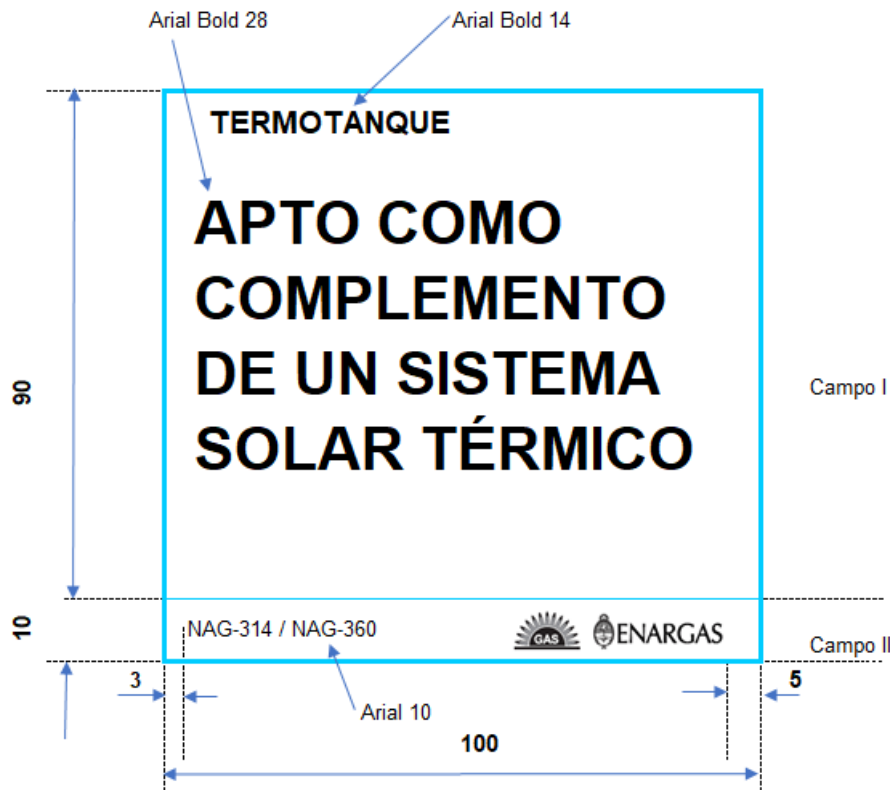 Arial Bold 28
Arial Bold 14
TERMOTANQUE
APTO COMO
COMPLEMENTO
DE UN SISTEMA
SOLAR TÉRMICO
90
Campo I
10
NAG-314 / NAG-360
GAS
ENARGAS
Campo II
3
5
Arial 10
100